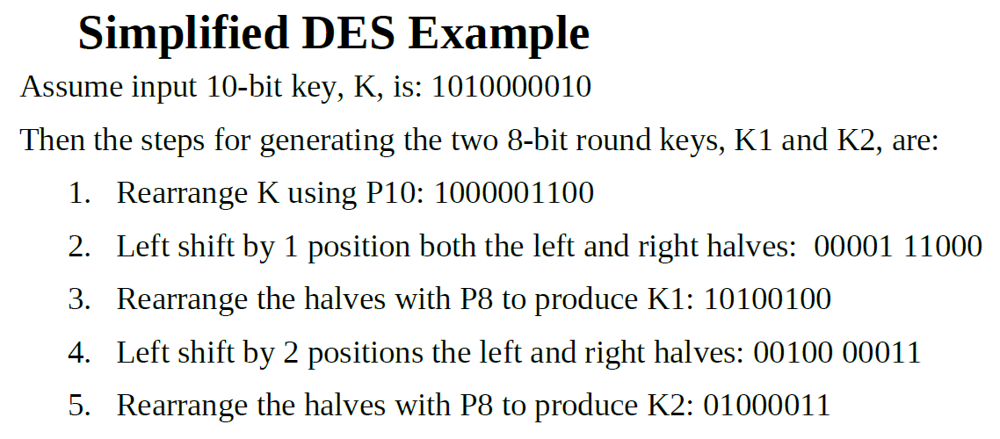 Simplified DES Example
Assume input 10-bit key, K, is: 1010000010
Then the steps for generating the two 8-bit round keys, K1 and K2, are:
1. Rearrange K using P10: 1000001100
2. Left shift by 1 position both the left and right halves: 00001 11000
3. Rearrange the halves with P8 to produce K1: 10100100
4. Left shift by 2 positions the left and right halves: 00100 00011
5. Rearrange the halves with P8 to produce K2: 01000011